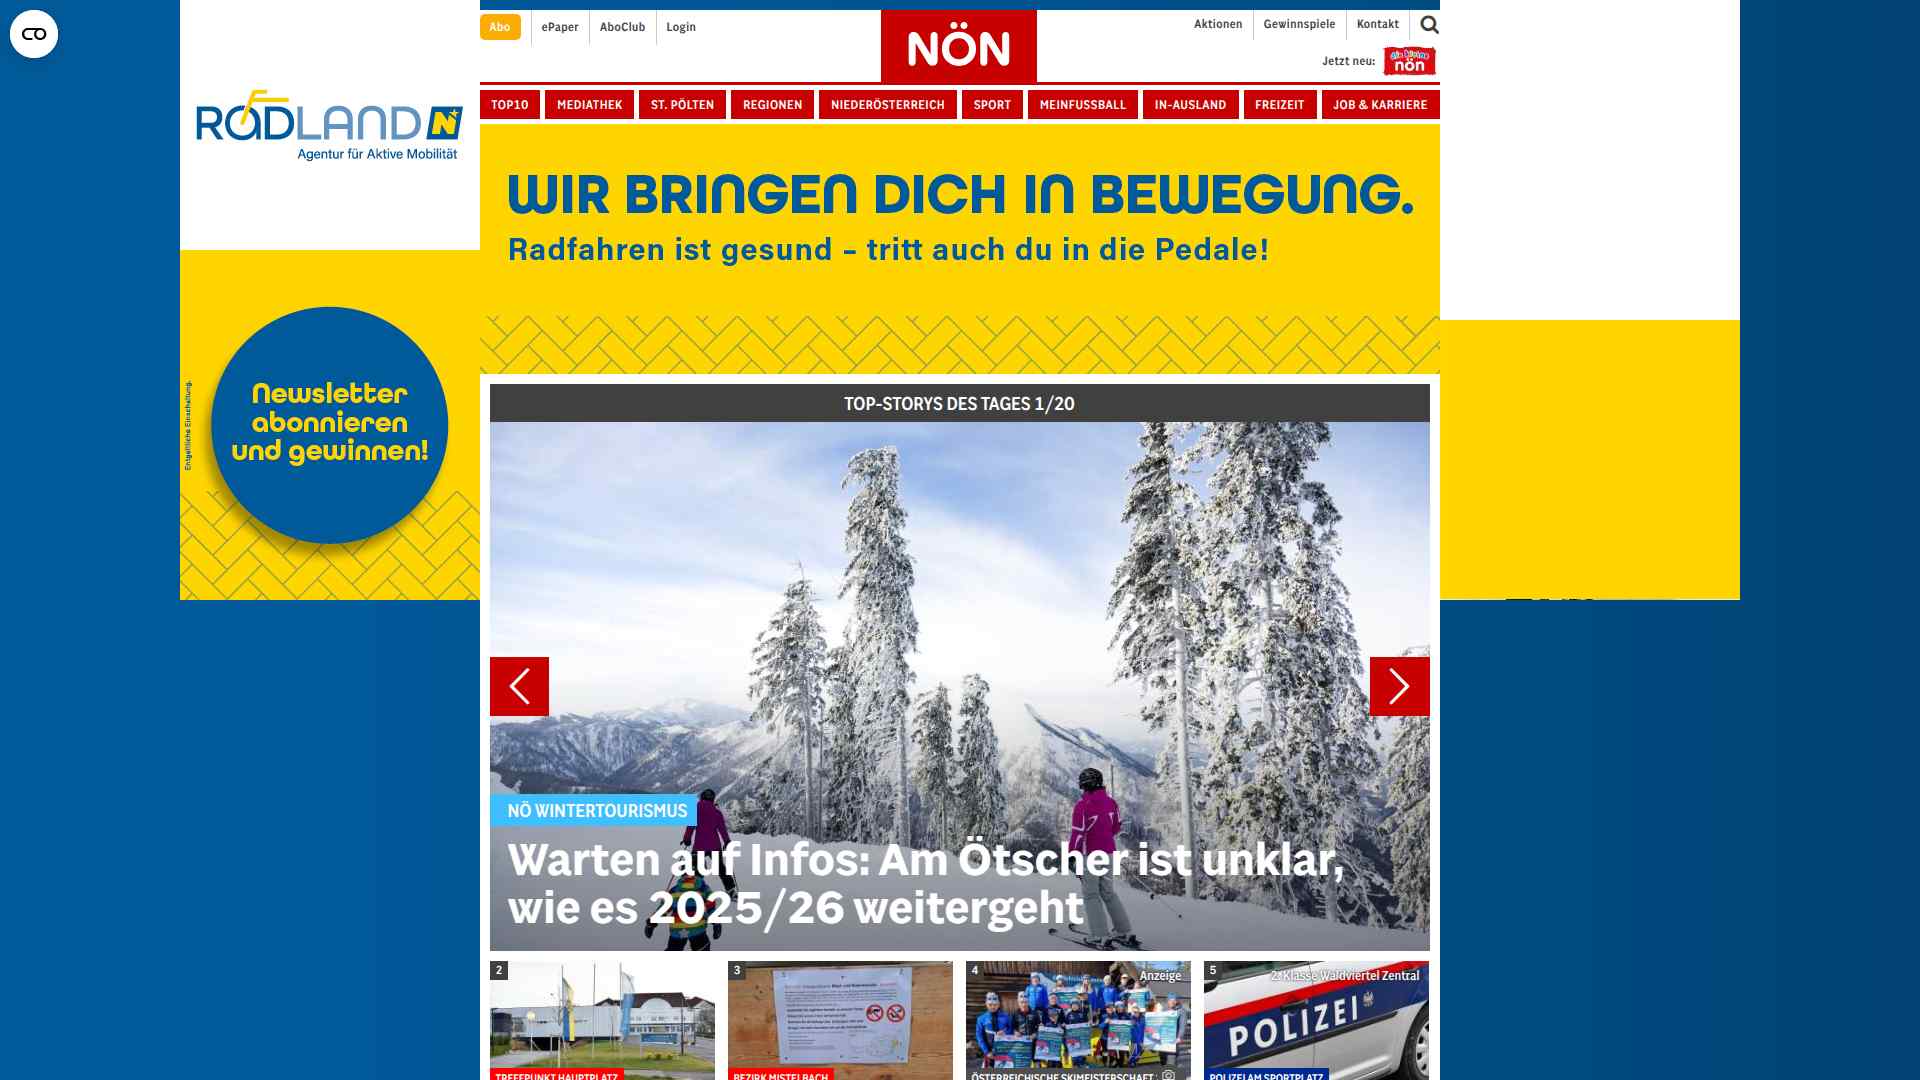 Abo
ePaper
AboClub
Login
NÖN
Aktionen
Gewinnspiele
Kontakt
Jetzt neu:
die kleine
nön
TOP10
MEDIATHEK
ST. PÖLTEN
REGIONEN
NIEDERÖSTERREICH
SPORT
MEINFUSSBALL
IN-AUSLAND
FREIZEIT
JOB & KARRIERE
RADLAND N
Agentur für Aktive Mobilität
WIR BRINGEN DICH IN BEWEGUNG.
Radfahren ist gesund – tritt auch du in die Pedale!
Newsletter
abonnieren
und gewinnen!
Entgeltliche Einschaltung.
TOP-STORYS DES TAGES 1/20
NÖ WINTERTOURISMUS
Warten auf Infos: Am Ötscher ist unklar,
wie es 2025/26 weitergeht
2
3
4
Anzeige
5
2. Klasse Waldviertel Zentral
POLIZEI
TREFFPUNKT HAUPTPLATZ
BEZIRK MISTELBACH
ÖSTERREICHISCHE SKIMEISTERSCHAFT
POLIZEI AM SPORTPLATZ